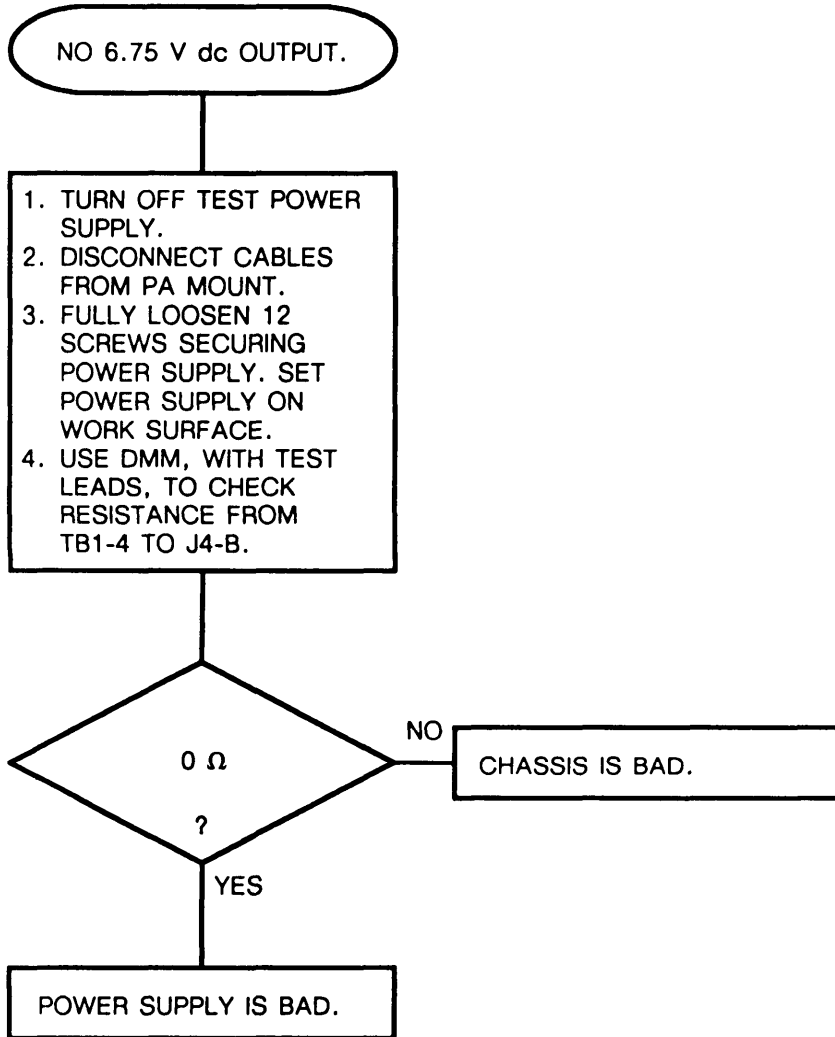 NO 6.75 V dc OUTPUT.
1. TURN OFF TEST POWER
SUPPLY.
2. DISCONNECT CABLES
FROM PA MOUNT.
3. FULLY LOOSEN 12
SCREWS SECURING
POWER SUPPLY. SET
POWER SUPPLY ON
WORK SURFACE.
4. USE DMM, WITH TEST
LEADS, TO CHECK
RESISTANCE FROM
TB1-4 TO J4-B.
0 Ω
?
NO
CHASSIS IS BAD.
YES
POWER SUPPLY IS BAD.